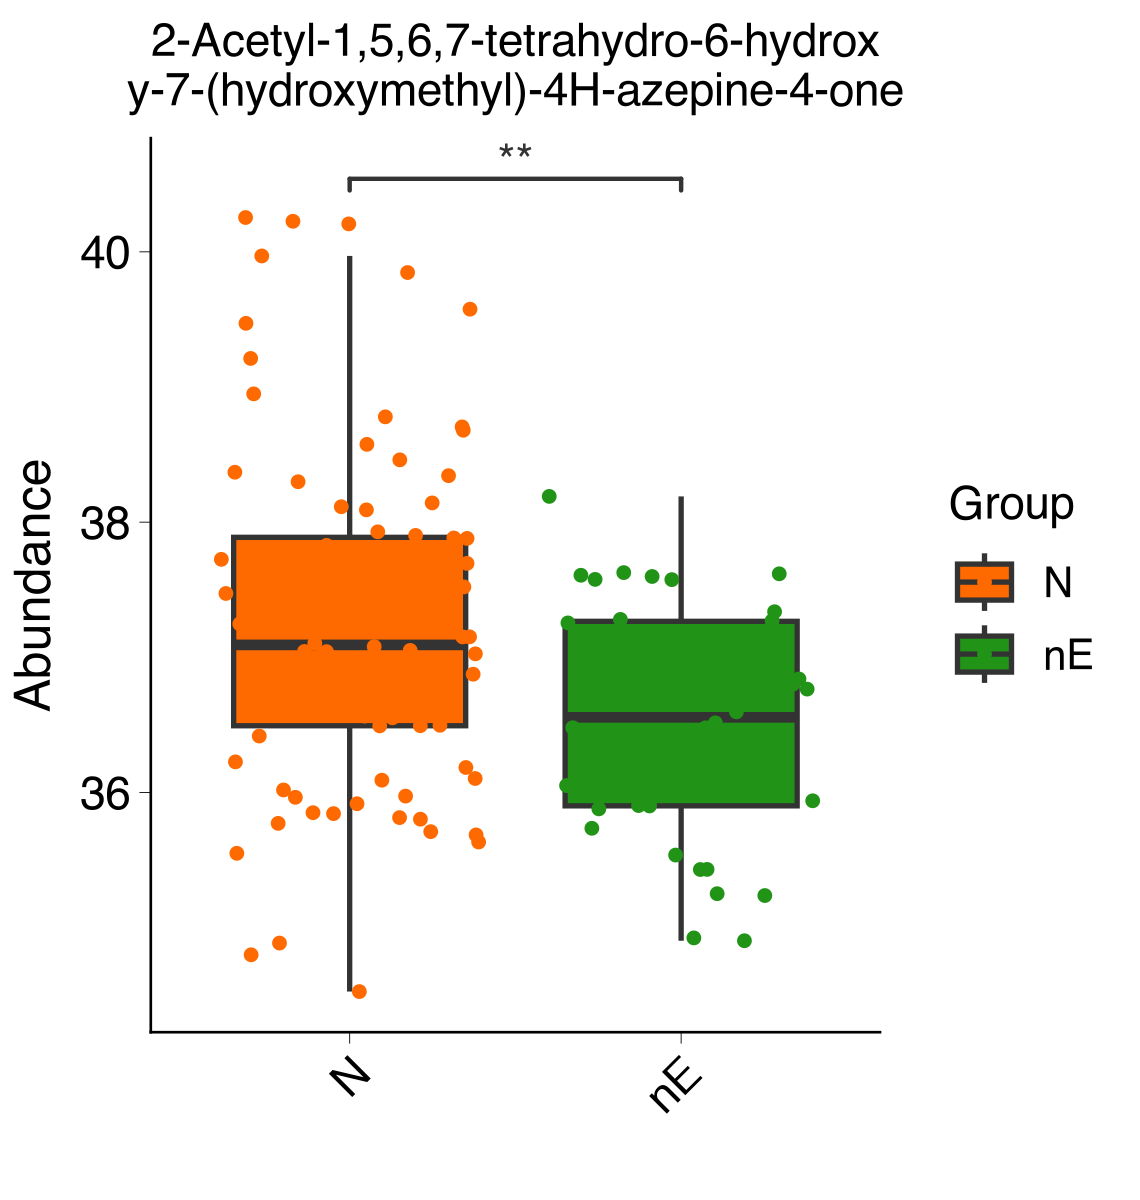 2-Acetyl-1,5,6,7-tetrahydro-6-hydrox
y-7-(hydroxymethyl)-4H-azepine-4-one
**
40
38
36
Abundance
N
nE
Group
N
nE